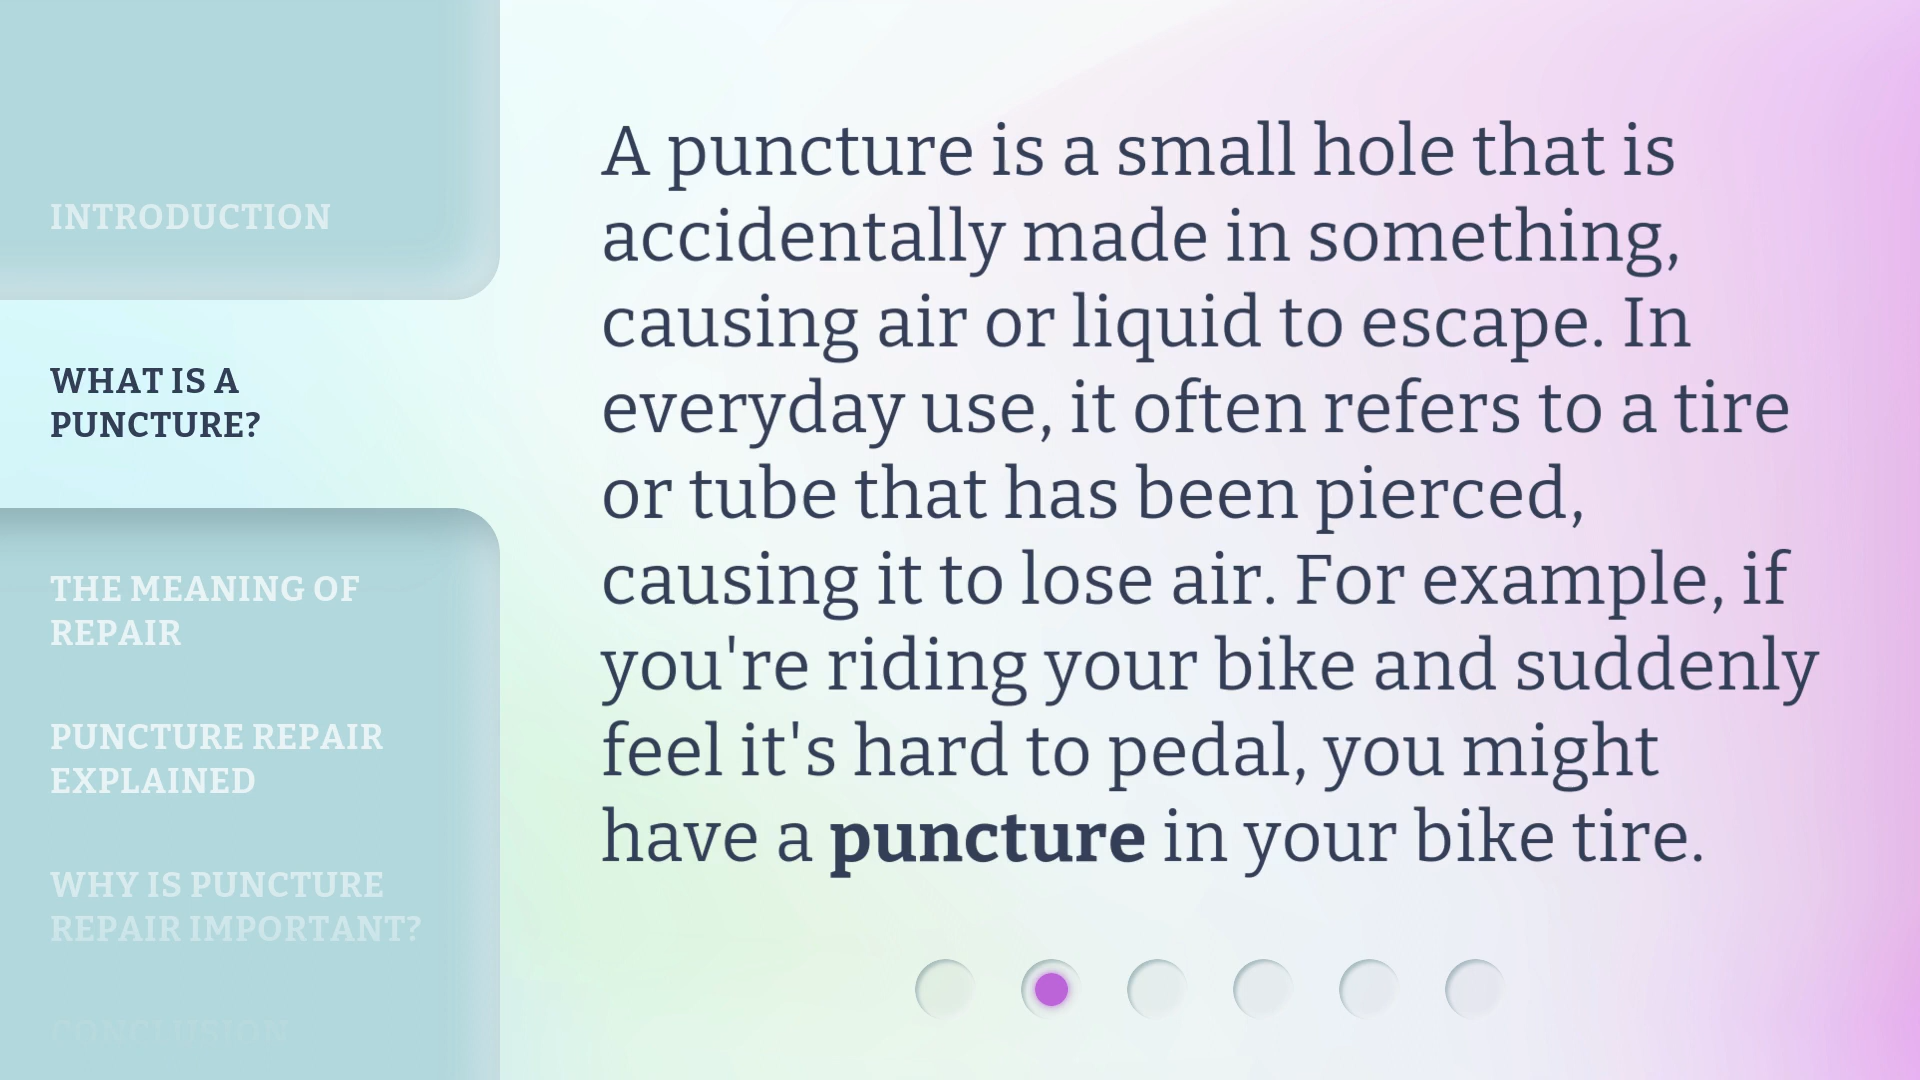 INTRODUCTION
WHAT IS A
PUNCTURE?
THE MEANING OF
REPAIR
PUNCTURE REPAIR
EXPLAINED
WHY IS PUNCTURE
REPAIR IMPORTANT?
CONCLUSION
A puncture is a small hole that is
accidentally made in something,
causing air or liquid to escape. In
everyday use, it often refers to a tire
or tube that has been pierced,
causing it to lose air. For example, if
you're riding your bike and suddenly
feel it's hard to pedal, you might
have a puncture in your bike tire.